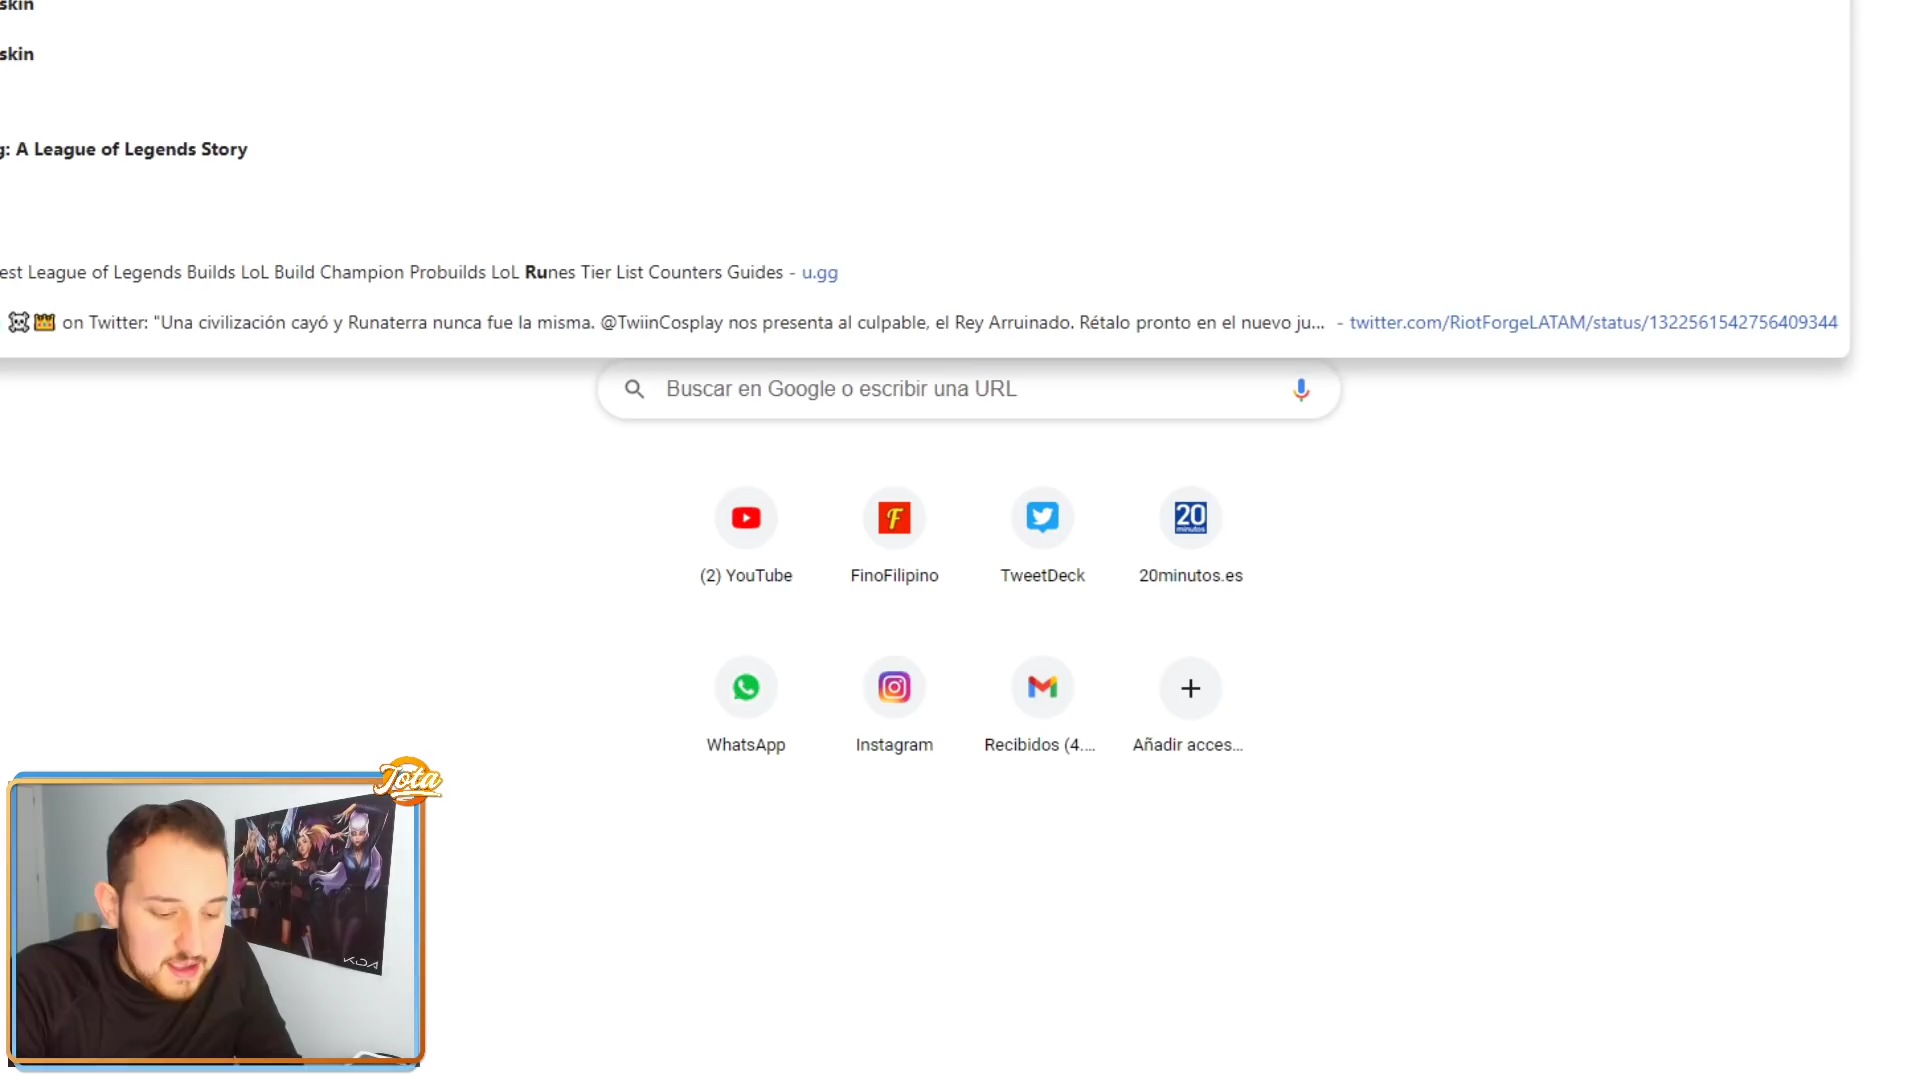 skin
skin
g: A League of Legends Story
est League of Legends Builds LoL Build Champion Probuilds LoL Runes Tier List Counters Guides - u.gg
on Twitter: "Una civilización cayó y Runaterra nunca fue la misma. @TwiinCosplay nos presenta al culpable, el Rey Arruinado. Rétalo pronto en el nuevo ju... - twitter.com/RiotForgeLATAM/status/1322561542756409344
Buscar en Google o escribir una URL
20
minutos
(2) YouTube FinoFilipino TweetDeck 20minutos.es
WhatsApp Instagram Recibidos (4.... Añadir acces...
Tota
KDA